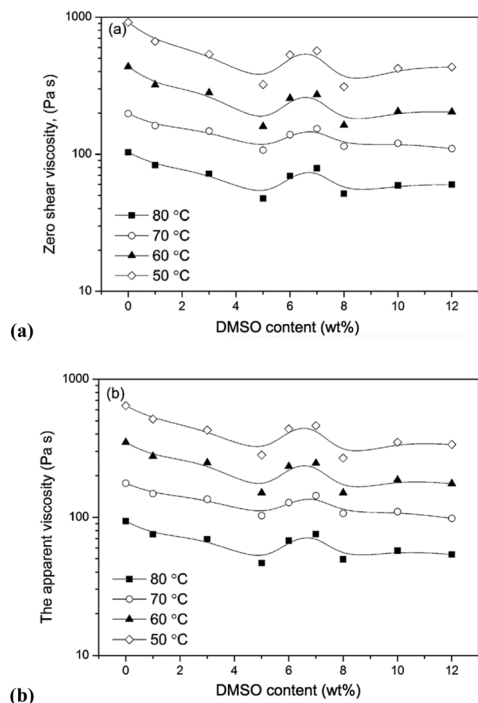 (a)
1000
100
10
Zero shear viscosity, (Pa s)
80 °C
70 °C
60 °C
50 °C
0 2 4 6 8 10 12
DMSO content (wt%)
(a)
(b)
1000
100
10
The apparent viscosity (Pa s)
80 °C
70 °C
60 °C
50 °C
0 2 4 6 8 10 12
DMSO content (wt%)
(b)